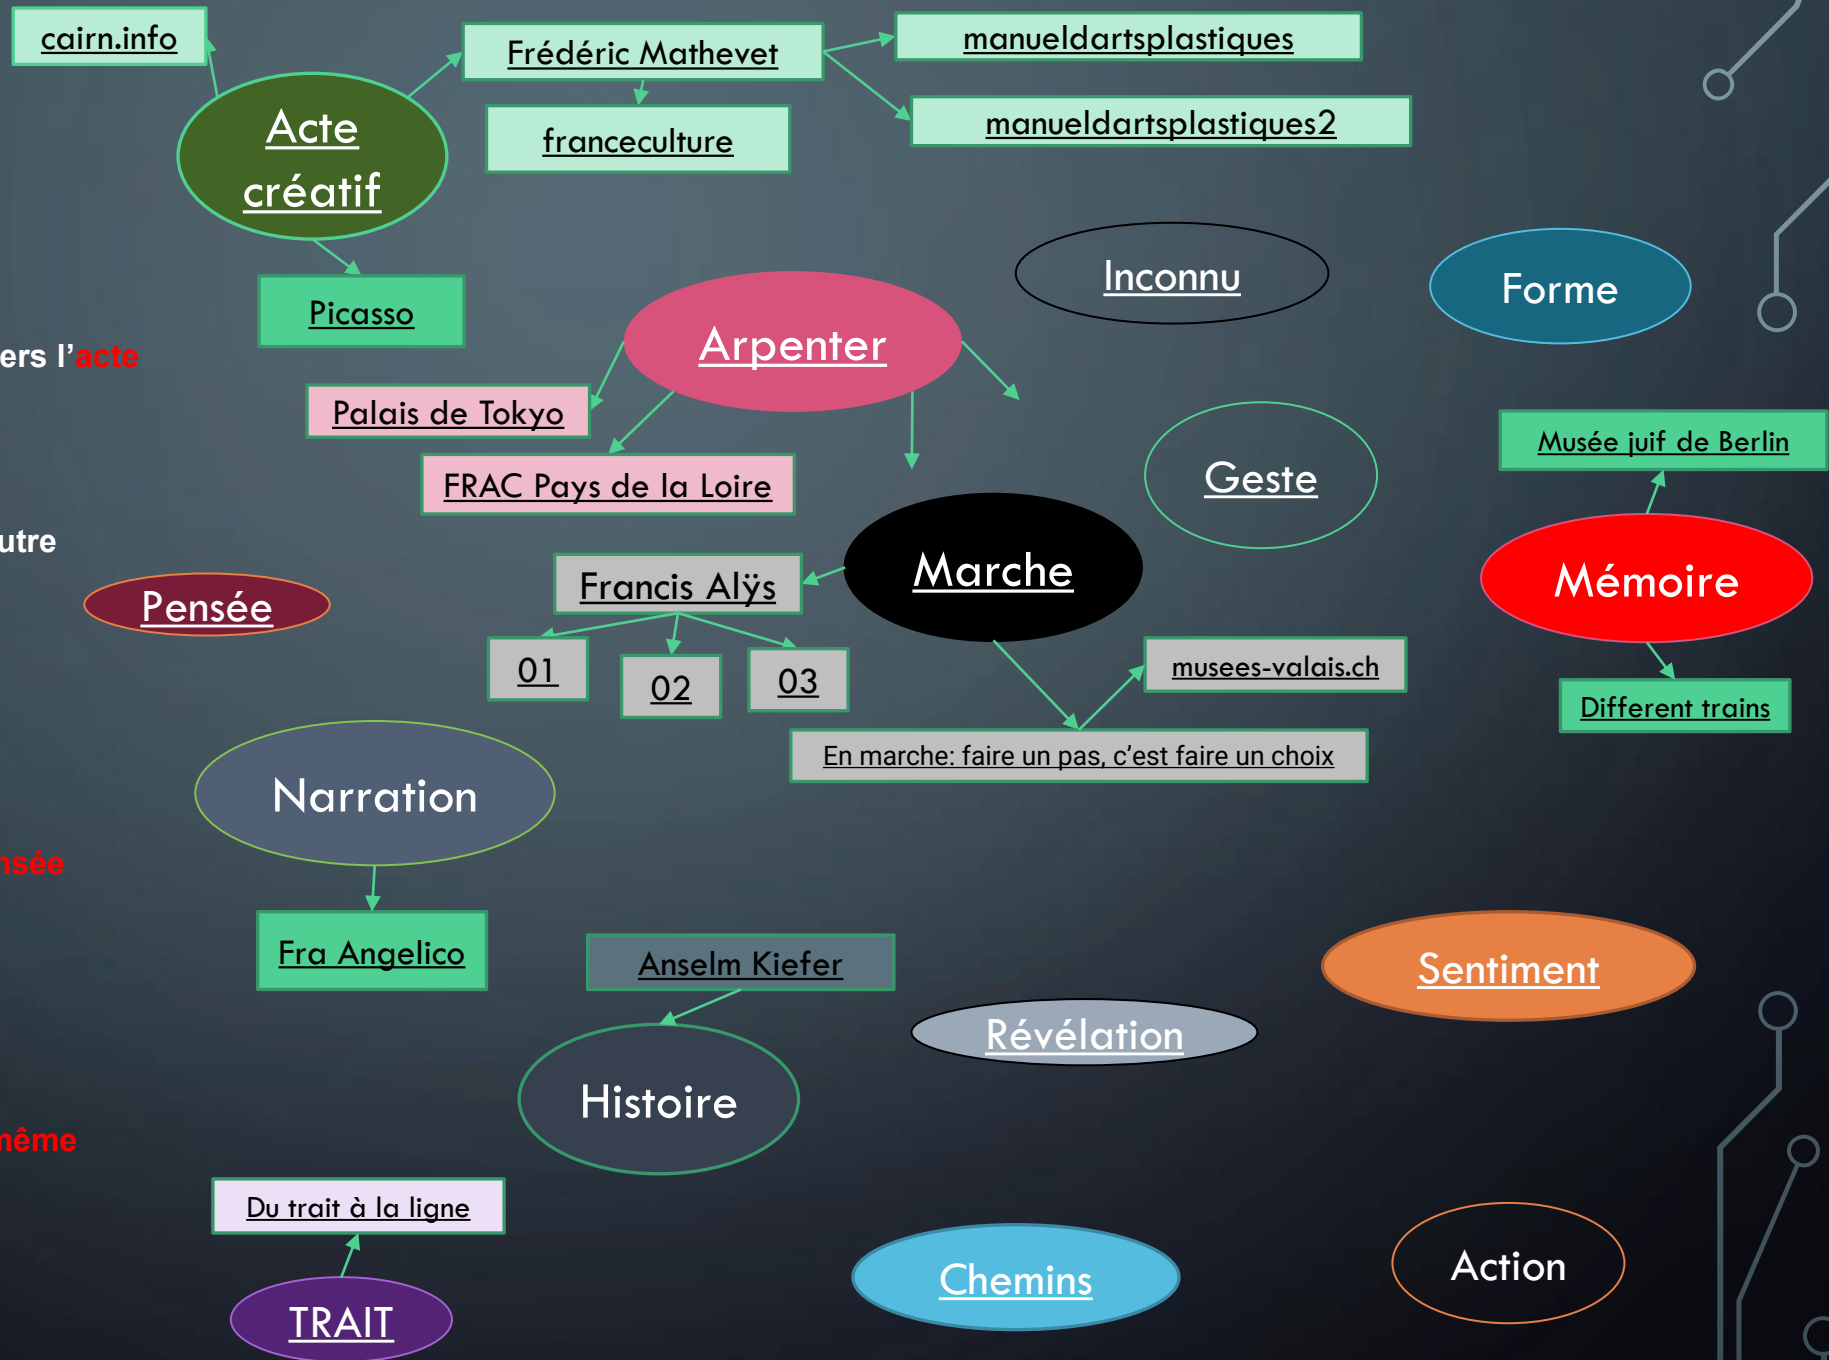 cairn.info
Frédéric Mathevet
manueldartsplastiques
Acte
créatif
franceculture
manueldartsplastiques2
Inconnu
Forme
Picasso
Arpenter
l’acte
Palais de Tokyo
Musée juif de Berlin
FRAC Pays de la Loire
Geste
Marche
Francis Alÿs
Mémoire
Pensée
01
02
03
musees-valais.ch
Different trains
En marche: faire un pas, c’est faire un choix
Narration
Fra Angelico
Anselm Kiefer
Sentiment
Révélation
Histoire
même
Du trait à la ligne
TRAIT
Chemins
Action